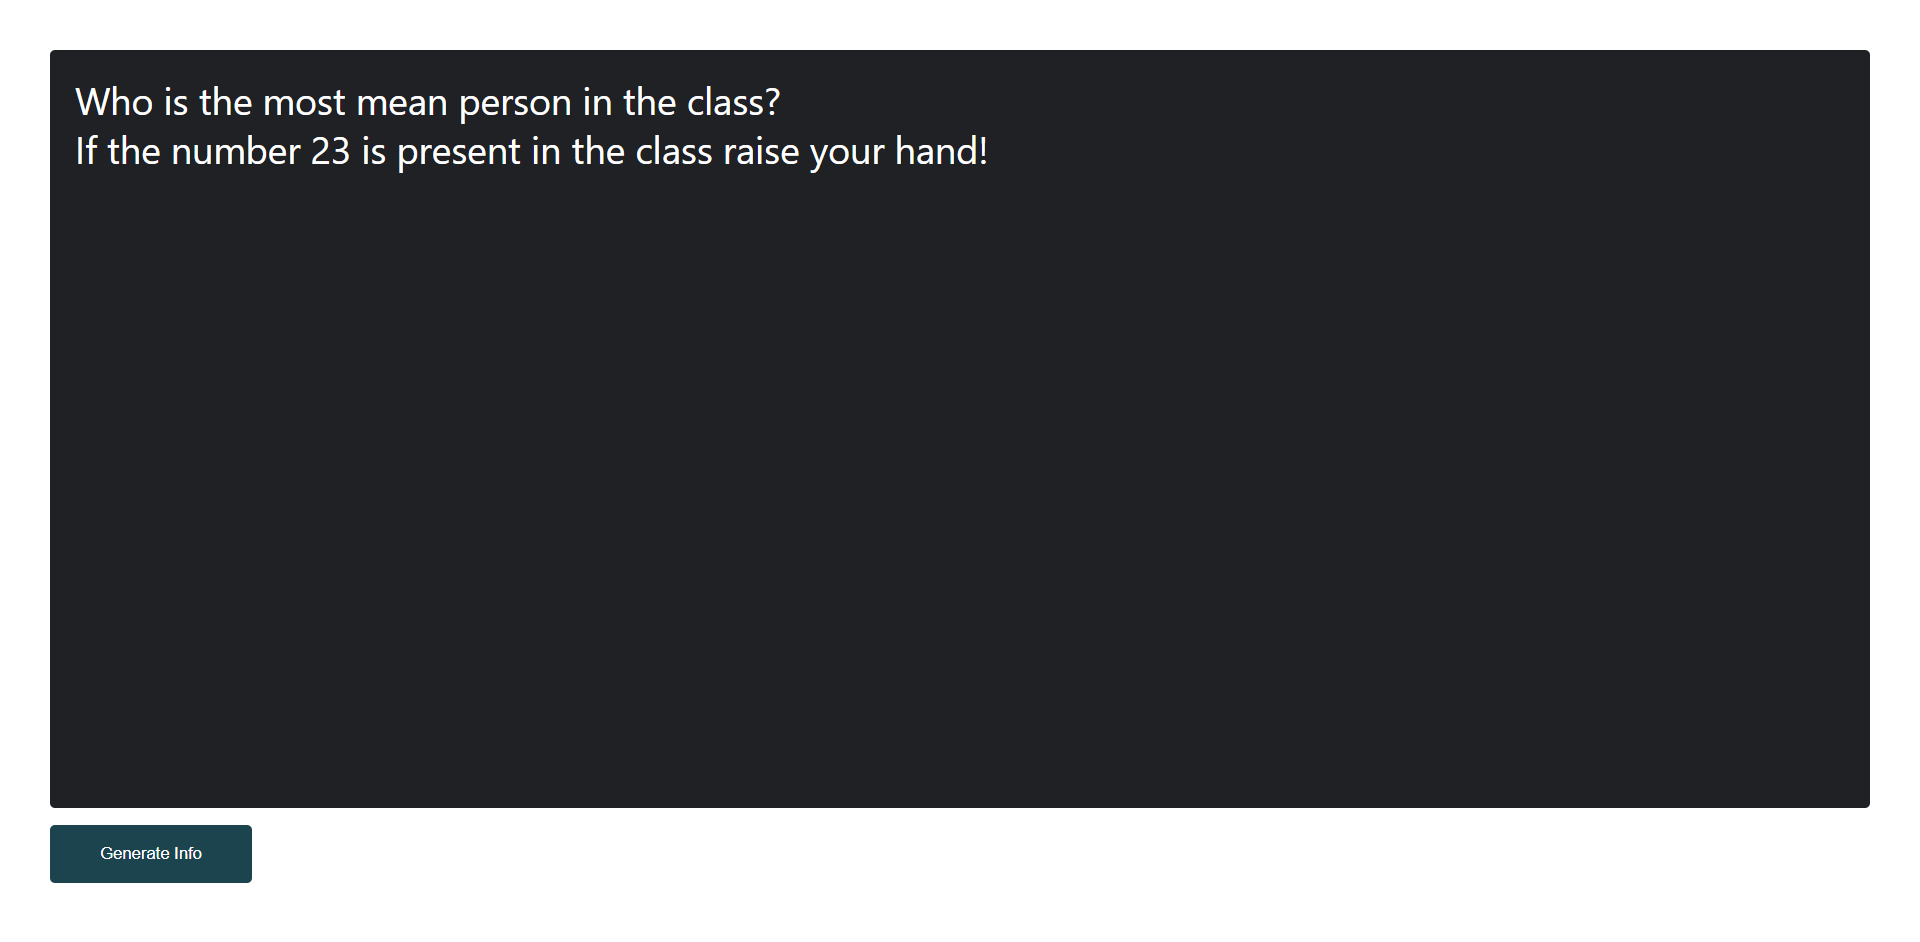 Who is the most mean person in the class?
If the number 23 is present in the class raise your hand!
Generate Info